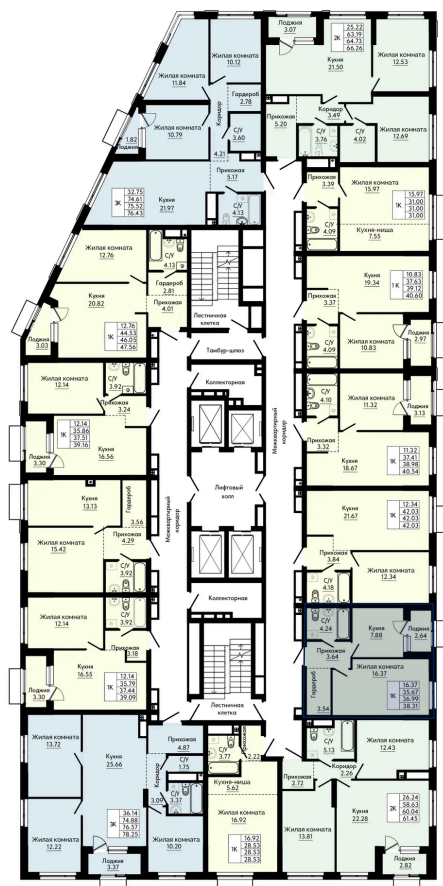 Лоджия
3.07
2К
25.22
63.19
64.73
66.26
Жилая комната
10.12
Жилая комната
11.84
Кухня
21.50
Жилая комната
12.53
Гардероб
2.78
Коридор
Жилая комната
10.79
1.82
Лоджия
С/У
3.60
4.21
Прихожая
5.20
Коридор
3.49
С/У
3.76
С/У
4.02
Жилая комната
12.69
Прихожая
5.17
3К
32.75
74.61
75.52
76.43
Кухня
21.97
С/У
4.13
Прихожая
3.39
Жилая комната
15.97
1К
15.97
31.00
31.00
31.00
С/У
4.09
Кухня-ниша
7.55
Жилая комната
12.76
С/У
4.13
Гардероб
2.81
Прихожая
4.01
Кухня
20.82
1К
12.76
44.53
46.05
47.56
Лоджия
3.03
Лестничная
клетка
Тамбур-шлюз
Кухня
19.34
1К
10.83
37.63
39.12
40.60
Прихожая
3.37
С/У
4.09
Жилая комната
10.83
Лоджия
2.97
Жилая комната
12.14
С/У
3.92
Прихожая
3.24
Коллекторная
1К
12.14
35.86
37.51
39.16
Кухня
16.56
Лоджия
3.30
С/У
4.10
Жилая комната
11.32
Лоджия
3.13
Прихожая
3.32
Кухня
18.67
1К
11.32
37.41
38.98
40.54
Межквартирный
коридор
Кухня
13.13
Гардероб
3.56
Прихожая
4.29
Жилая комната
15.42
С/У
3.92
Межквартирный
коридор
Лифтовый
холл
Кухня
21.67
1К
12.34
42.03
42.03
42.03
Прихожая
3.84
С/У
4.18
Жилая комната
12.34
Жилая комната
12.14
С/У
3.92
Коллекторная
Прихожая
3.18
Кухня
16.55
1К
12.14
35.79
37.44
39.09
Лоджия
3.30
С/У
4.24
Кухня
7.88
Лоджия
2.64
Прихожая
3.64
Жилая комната
16.37
Гардероб
3.54
1К
16.37
35.67
36.99
38.31
Лестничная
клетка
Жилая комната
13.72
Кухня
25.66
Прихожая
4.87
С/У
1.75
Коридор
3.09
С/У
3.37
3К
36.14
74.88
76.57
78.25
Жилая комната
12.22
Лоджия
3.37
Жилая комната
10.20
С/У
3.77
Прихожая
2.22
Кухня-ниша
5.62
Жилая комната
16.92
1К
16.92
28.53
28.53
28.53
С/У
5.13
Жилая комната
12.43
Коридор
2.26
Прихожая
2.72
Жилая комната
13.81
Кухня
22.28
2К
26.24
58.63
60.04
61.45
Лоджия
2.82